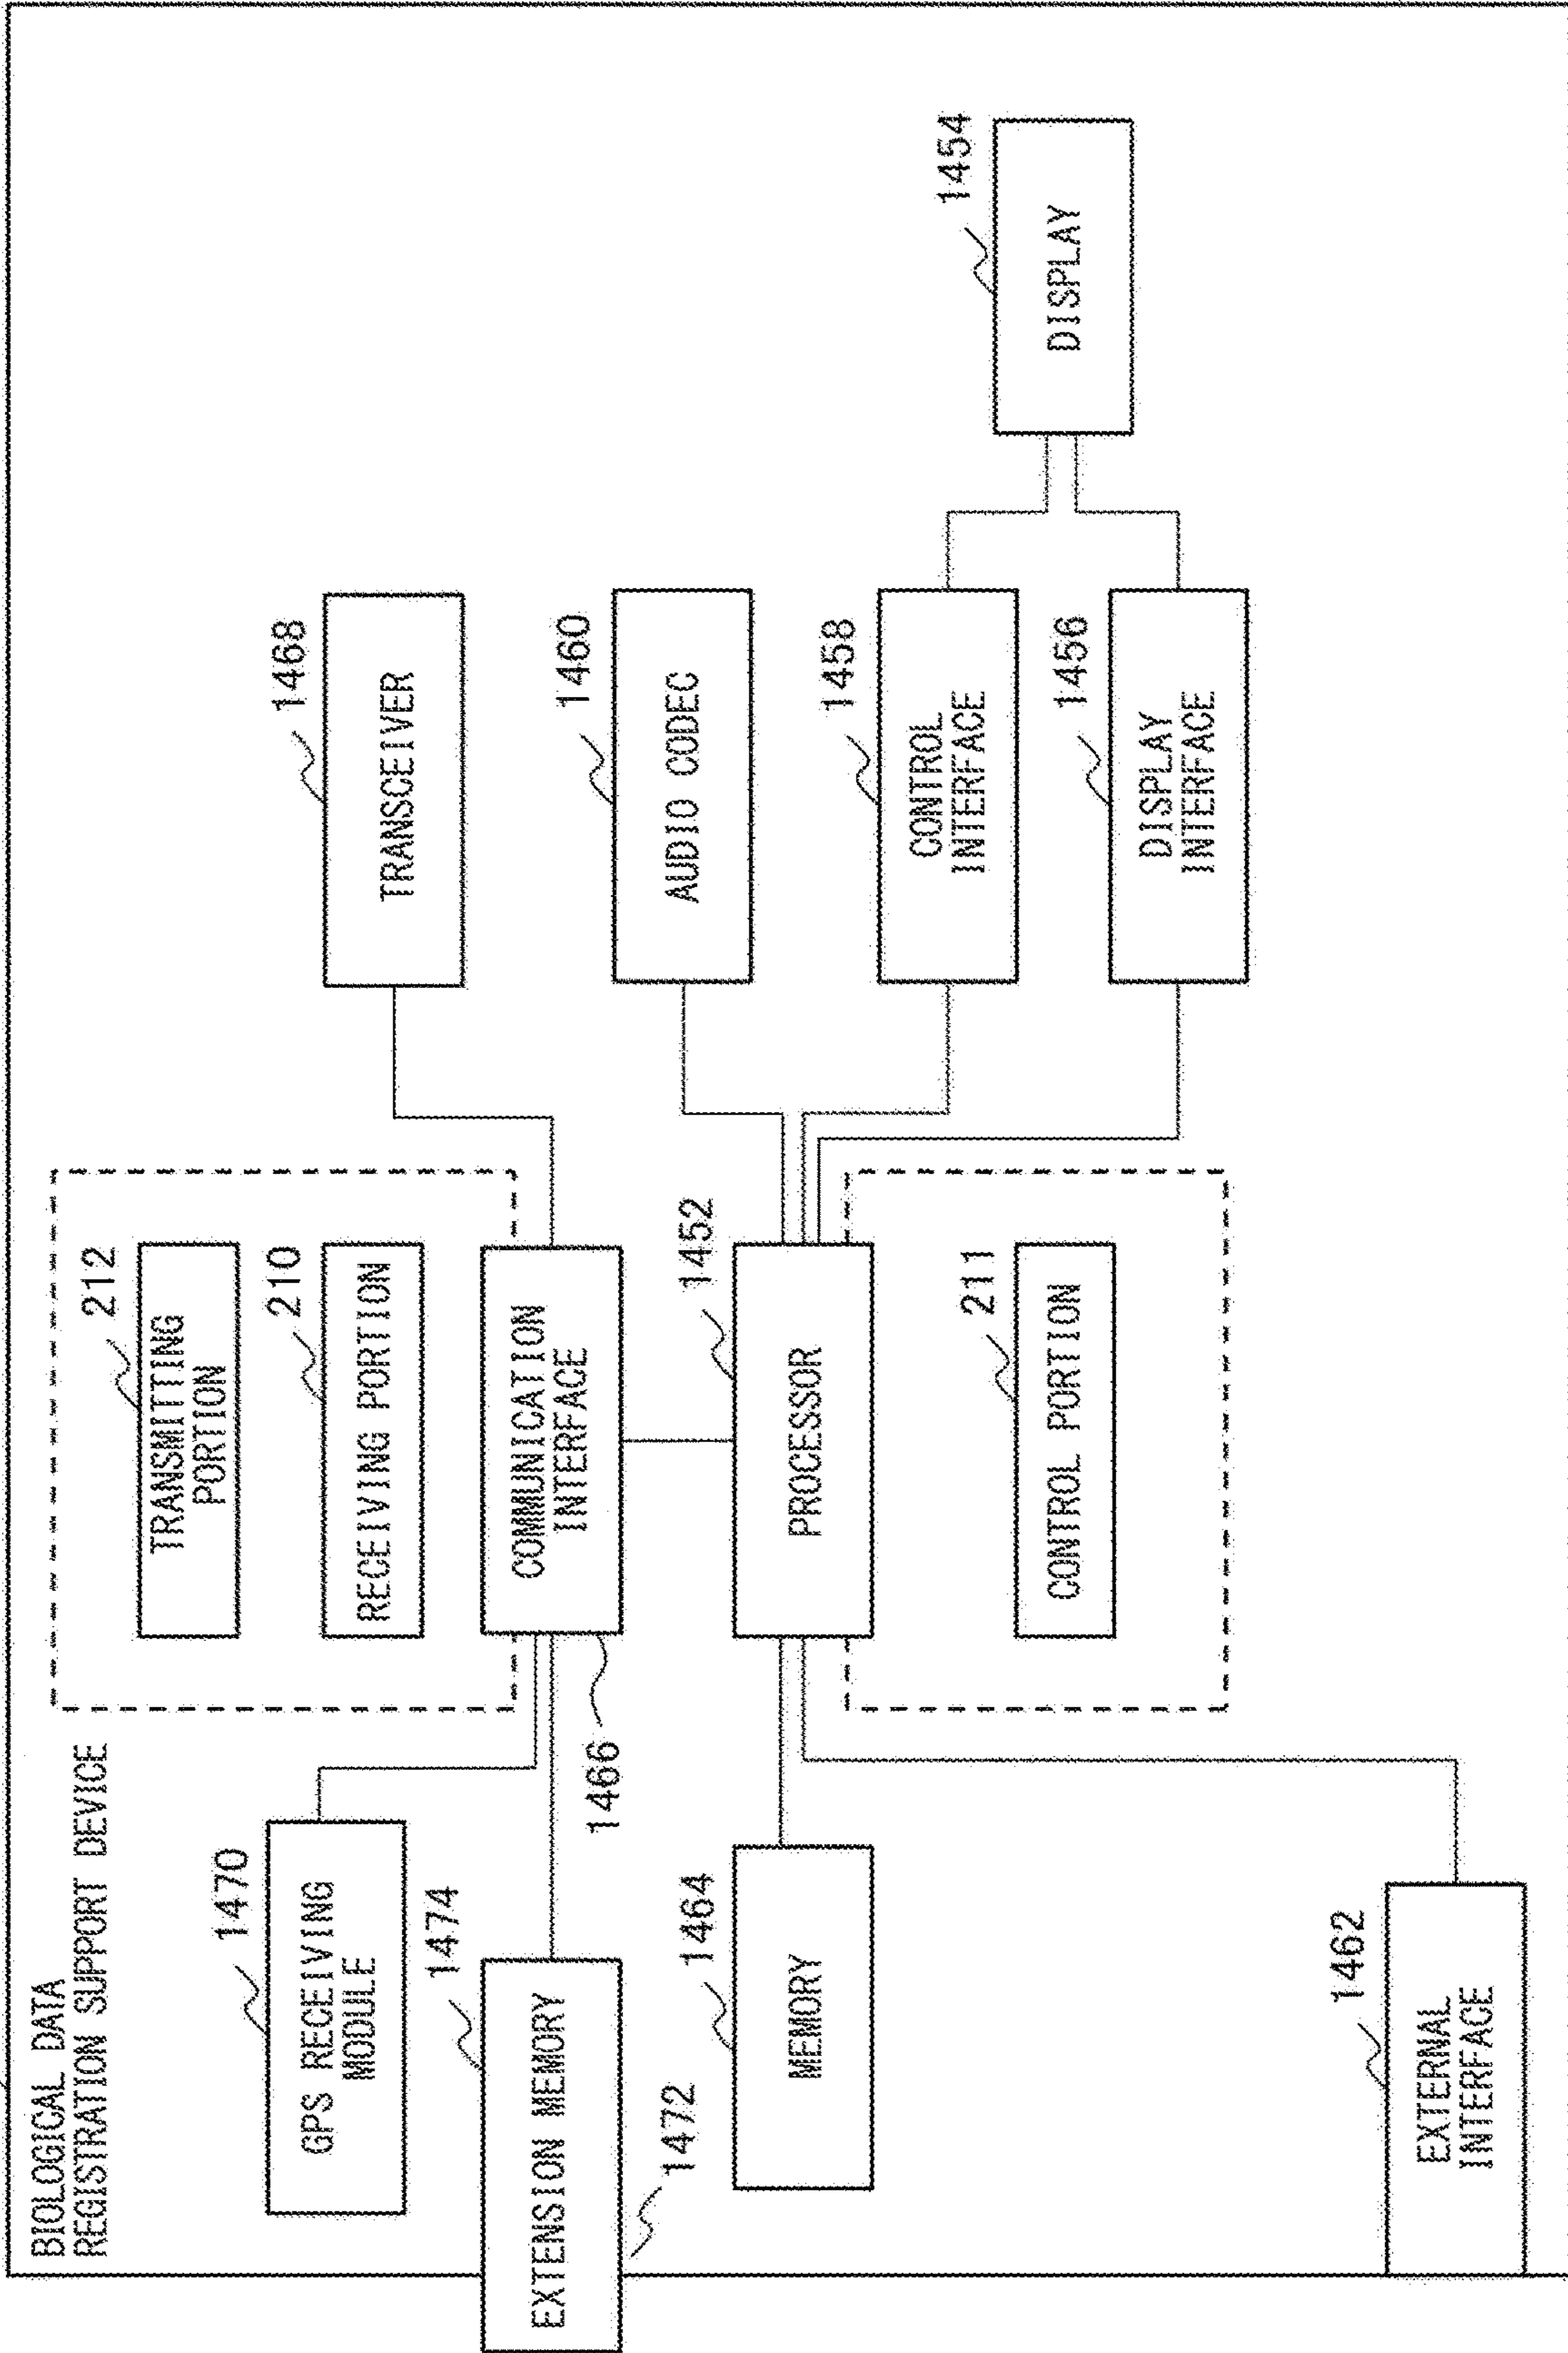 BIOLOGICAL DATA
REGISTRATION SUPPORT DEVICE
212
TRANSMITTING
PORTION
1470
GPS RECEIVING
MODULE
210
RECEIVING PORTION
1468
TRANSCEIVER
1474
EXTENSION MEMORY
1472
COMMUNICATION
INTERFACE
1466
1460
AUDIO CODEC
1464
MEMORY
1452
PROCESSOR
1458
CONTROL
INTERFACE
1454
DISPLAY
211
CONTROL PORTION
1456
DISPLAY
INTERFACE
1462
EXTERNAL
INTERFACE